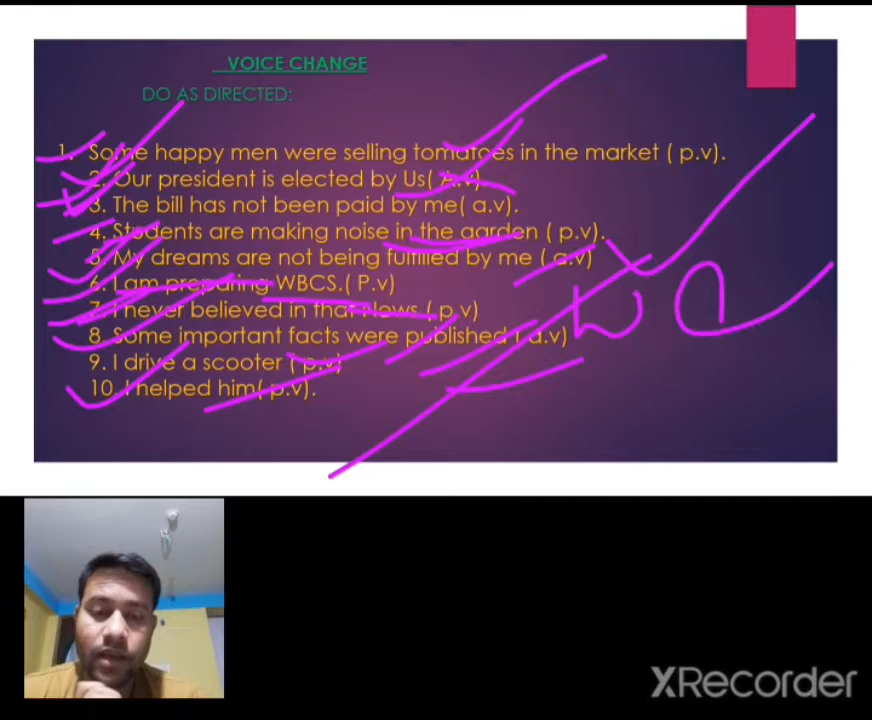 VOICE CHANGE
DO AS DIRECTED:
1. Some happy men were selling tomatoes in the market ( p.v).
2. Our president is elected by Us( A.v)
3. The bill has not been paid by me( a.v).
4. Students are making noise in the garden ( p.v).
5. My dreams are not being fulfilled by me ( a.v)
6. I am preparing WBCS.( P.v)
7. I never believed in that News ( p.v)
8. Some important facts were published ( a.v)
9. I drive a scooter ( p.v)
10. I helped him( p.v).
XRecorder